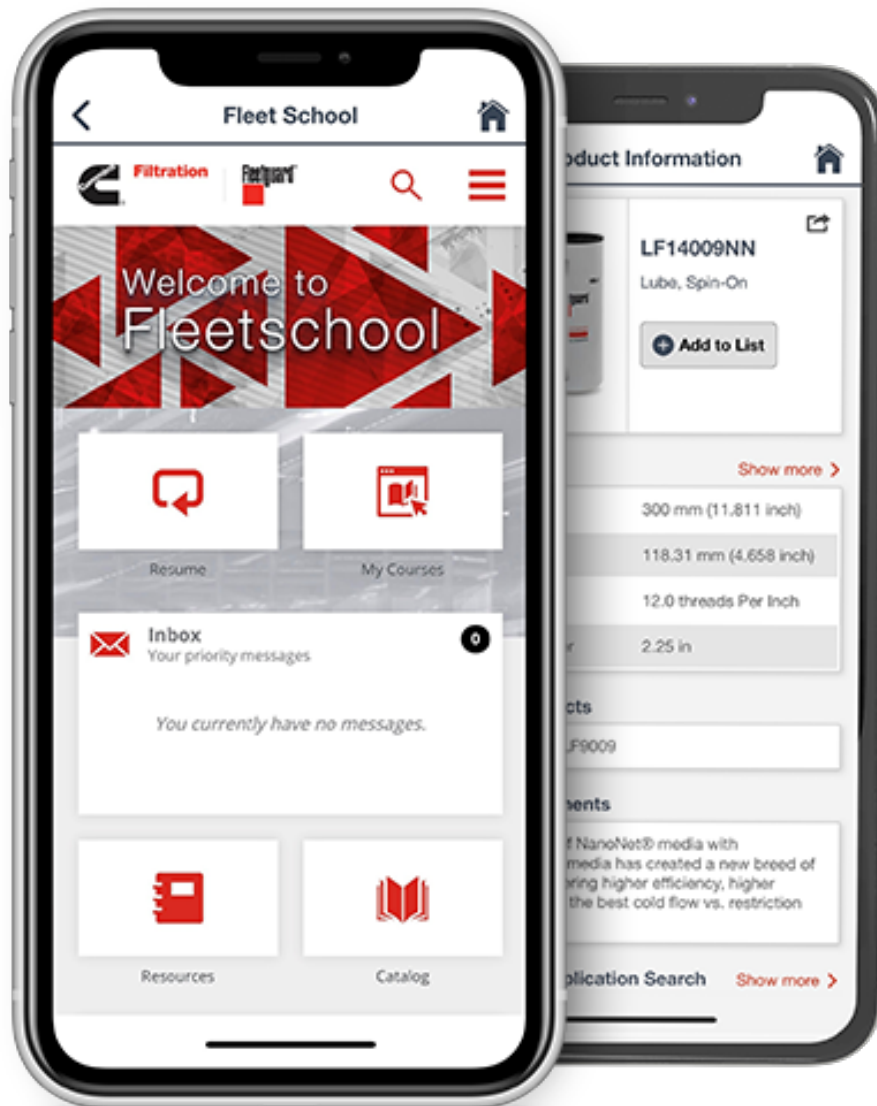 Fleet School
Filtration
Fleetguard
Welcome to
Fleetschool
Resume
My Courses
Inbox
Your priority messages
0
You currently have no messages.
Resources
Catalog
oduct Information
LF14009NN
Lube, Spin-On
Add to List
Show more
300 mm (11.811 inch)
118.31 mm (4.658 inch)
12.0 threads Per Inch
r 2.25 in
cts
LF9009
nents
f NanoNet® media with
media has created a new breed of
ering higher efficiency, higher
the best cold flow vs. restriction
plication Search Show more